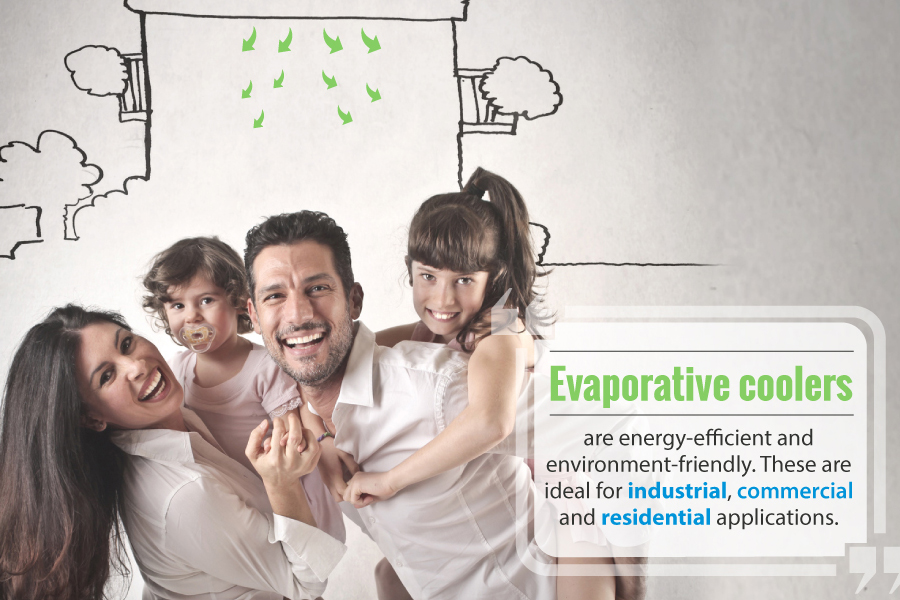 Evaporative coolers
are energy-efficient and
environment-friendly. These are
ideal for industrial, commercial
and residential applications.